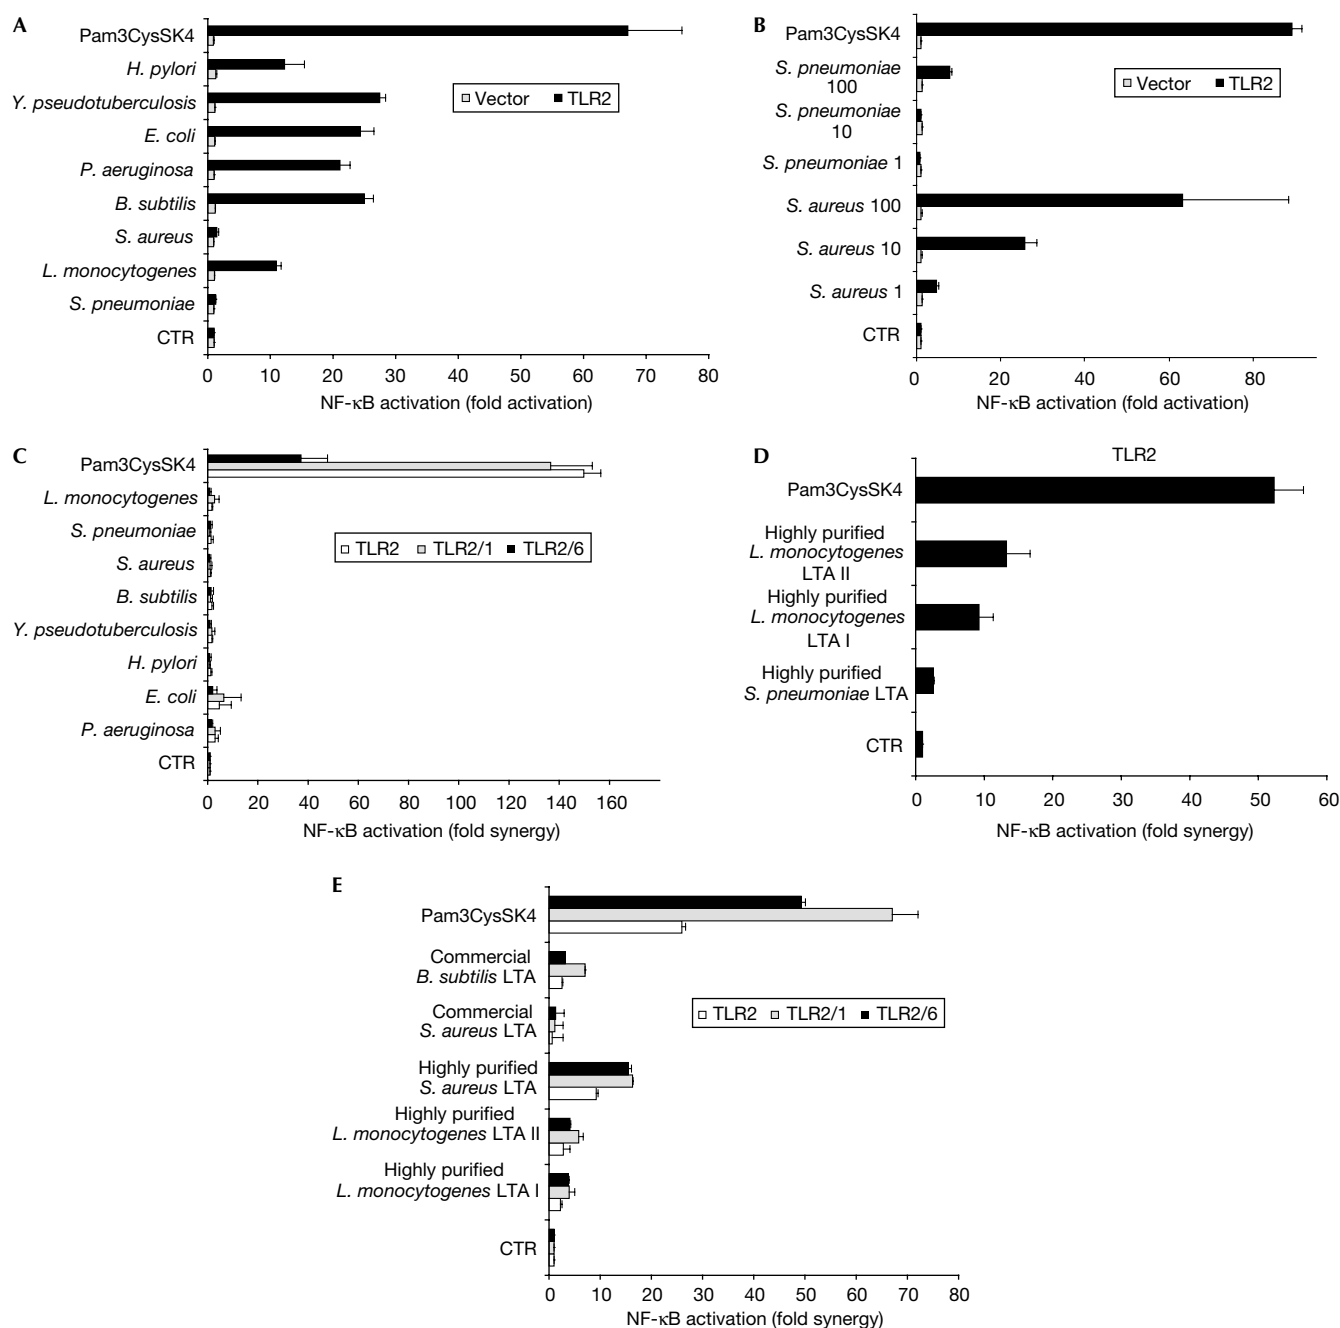 A
Pam3CysSK4
H. pylori
Y. pseudotuberculosis
E. coli
P. aeruginosa
B. subtilis
S. aureus
L. monocytogenes
S. pneumoniae
CTR
Vector TLR2
0 10 20 30 40 50 60 70 80
NF-κB activation (fold activation)
B
Pam3CysSK4
S. pneumoniae
100
S. pneumoniae
10
S. pneumoniae 1
S. aureus 100
S. aureus 10
S. aureus 1
CTR
Vector TLR2
0 20 40 60 80
NF-κB activation (fold activation)
C
Pam3CysSK4
L. monocytogenes
S. pneumoniae
S. aureus
B. subtilis
Y. pseudotuberculosis
H. pylori
E. coli
P. aeruginosa
CTR
TLR2 TLR2/1 TLR2/6
0 20 40 60 80 100 120 140 160
NF-κB activation (fold synergy)
D
TLR2
Pam3CysSK4
Highly purified
L. monocytogenes
LTA II
Highly purified
L. monocytogenes
LTA I
Highly purified
S. pneumoniae LTA
CTR
0 10 20 30 40 50 60
NF-κB activation (fold synergy)
E
Pam3CysSK4
Commercial
B. subtilis LTA
Commercial
S. aureus LTA
Highly purified
S. aureus LTA
Highly purified
L. monocytogenes LTA II
Highly purified
L. monocytogenes LTA I
CTR
TLR2 TLR2/1 TLR2/6
0 10 20 30 40 50 60 70 80
NF-κB activation (fold synergy)